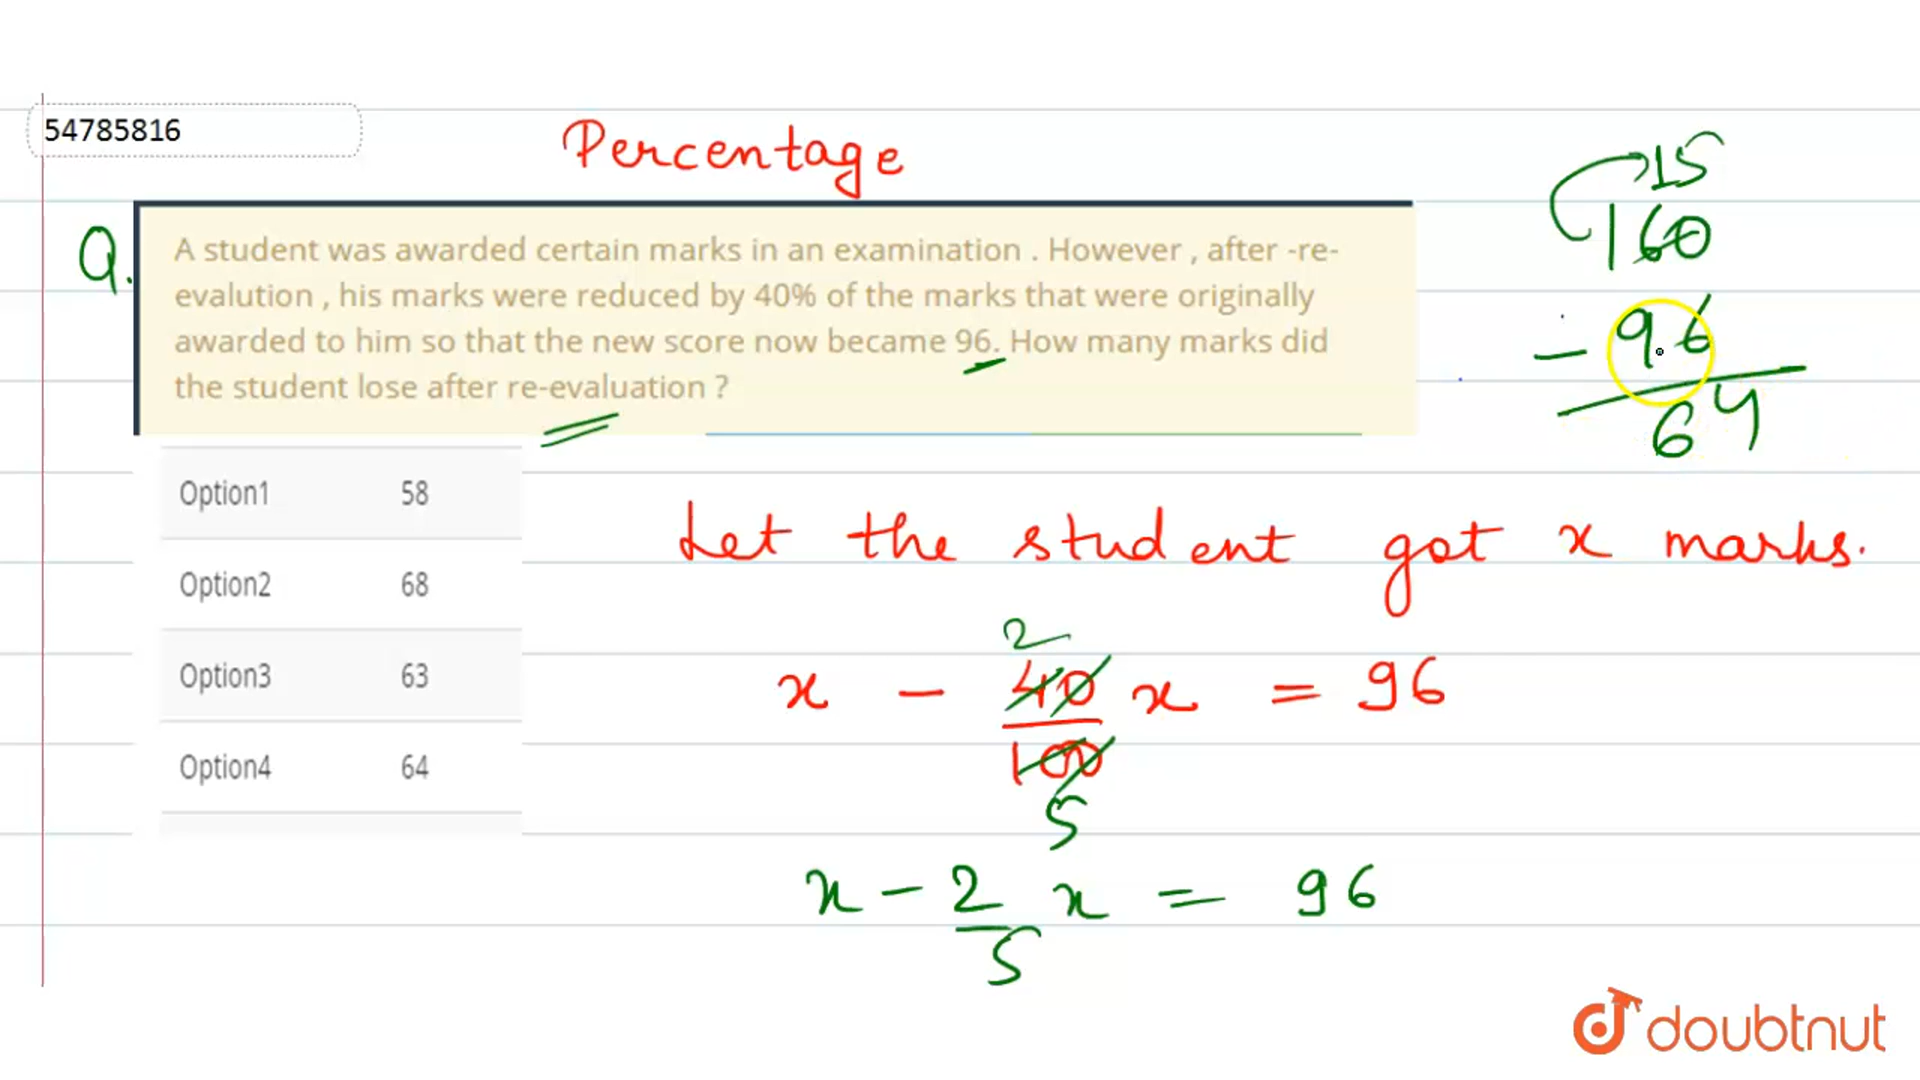 54785816
Percentage
Q.
A student was awarded certain marks in an examination . However , after -re-
evalution , his marks were reduced by 40% of the marks that were originally
awarded to him so that the new score now became 96. How many marks did
the student lose after re-evaluation ?
15
160
- 96
64
Option1 58
Option2 68
Option3 63
Option4 64
Let the student got x marks.
2
x - 40/100 x = 96
5
x - 2/5 x = 96
doubtnut